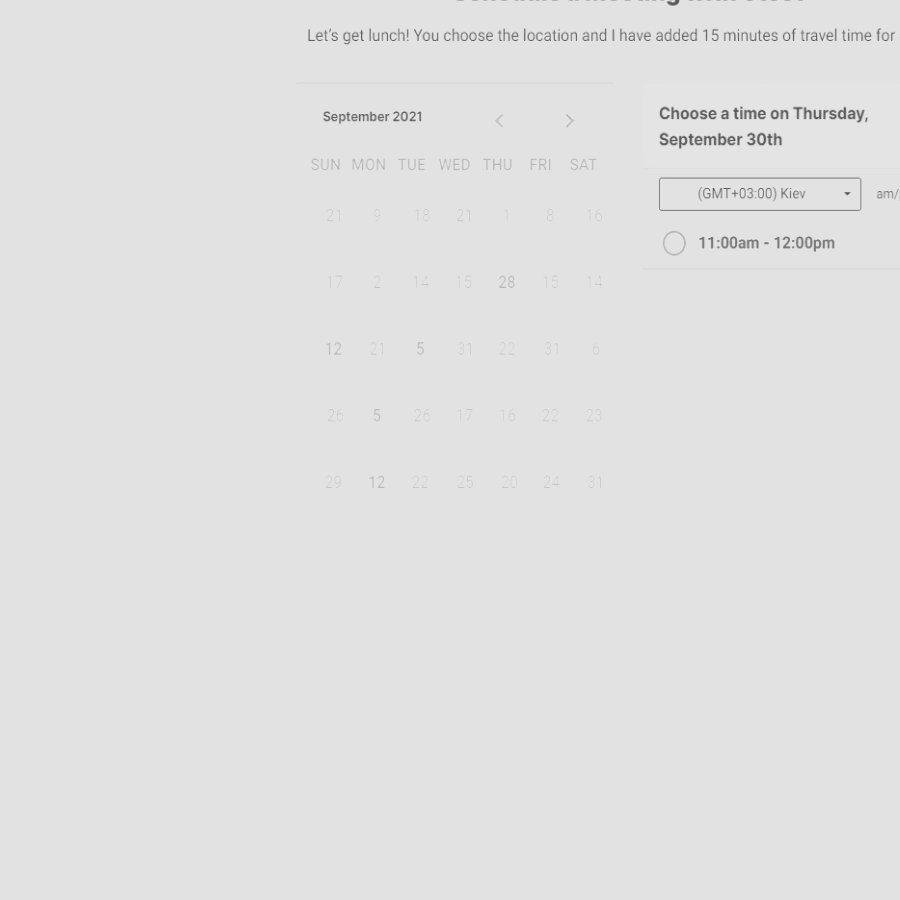 Let's get lunch! You choose the location and I have added 15 minutes of travel time for
September 2021
SUN MON TUE WED THU FRI SAT
21 9 18 21 1 8 16
17 2 14 15 28 15 14
12 21 5 31 22 31 6
26 5 26 17 16 22 23
29 12 22 25 20 24 31
Choose a time on Thursday,
September 30th
(GMT+03:00) Kiev am/
11:00am - 12:00pm